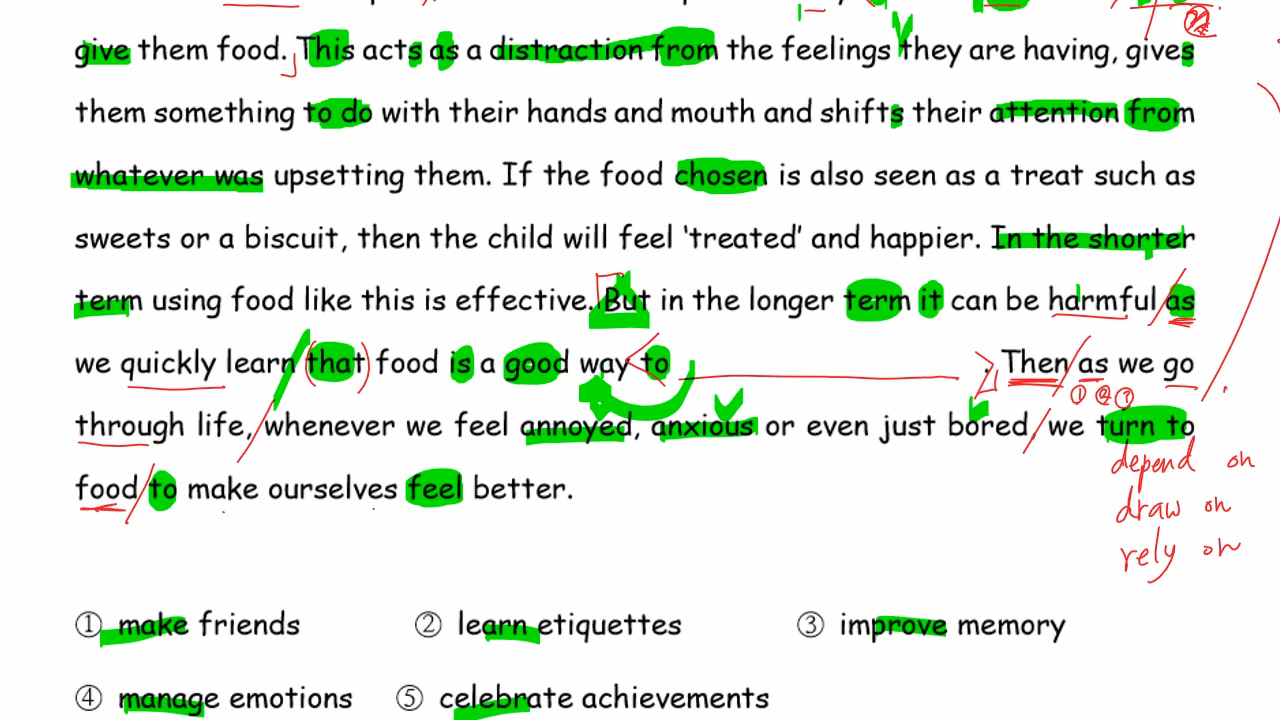 give them food. This acts as a distraction from the feelings they are having, gives
them something to do with their hands and mouth and shifts their attention from
whatever was upsetting them. If the food chosen is also seen as a treat such as
sweets or a biscuit, then the child will feel ‘treated’ and happier. In the shorter
term using food like this is effective. But in the longer term it can be harmful as
we quickly learn that food is a good way to ____________________. Then as we go
① ② ③
through life, whenever we feel annoyed, anxious or even just bored, we turn to
depend on
food to make ourselves feel better.
draw on
rely on
① make friends ② learn etiquettes ③ improve memory
④ manage emotions ⑤ celebrate achievements